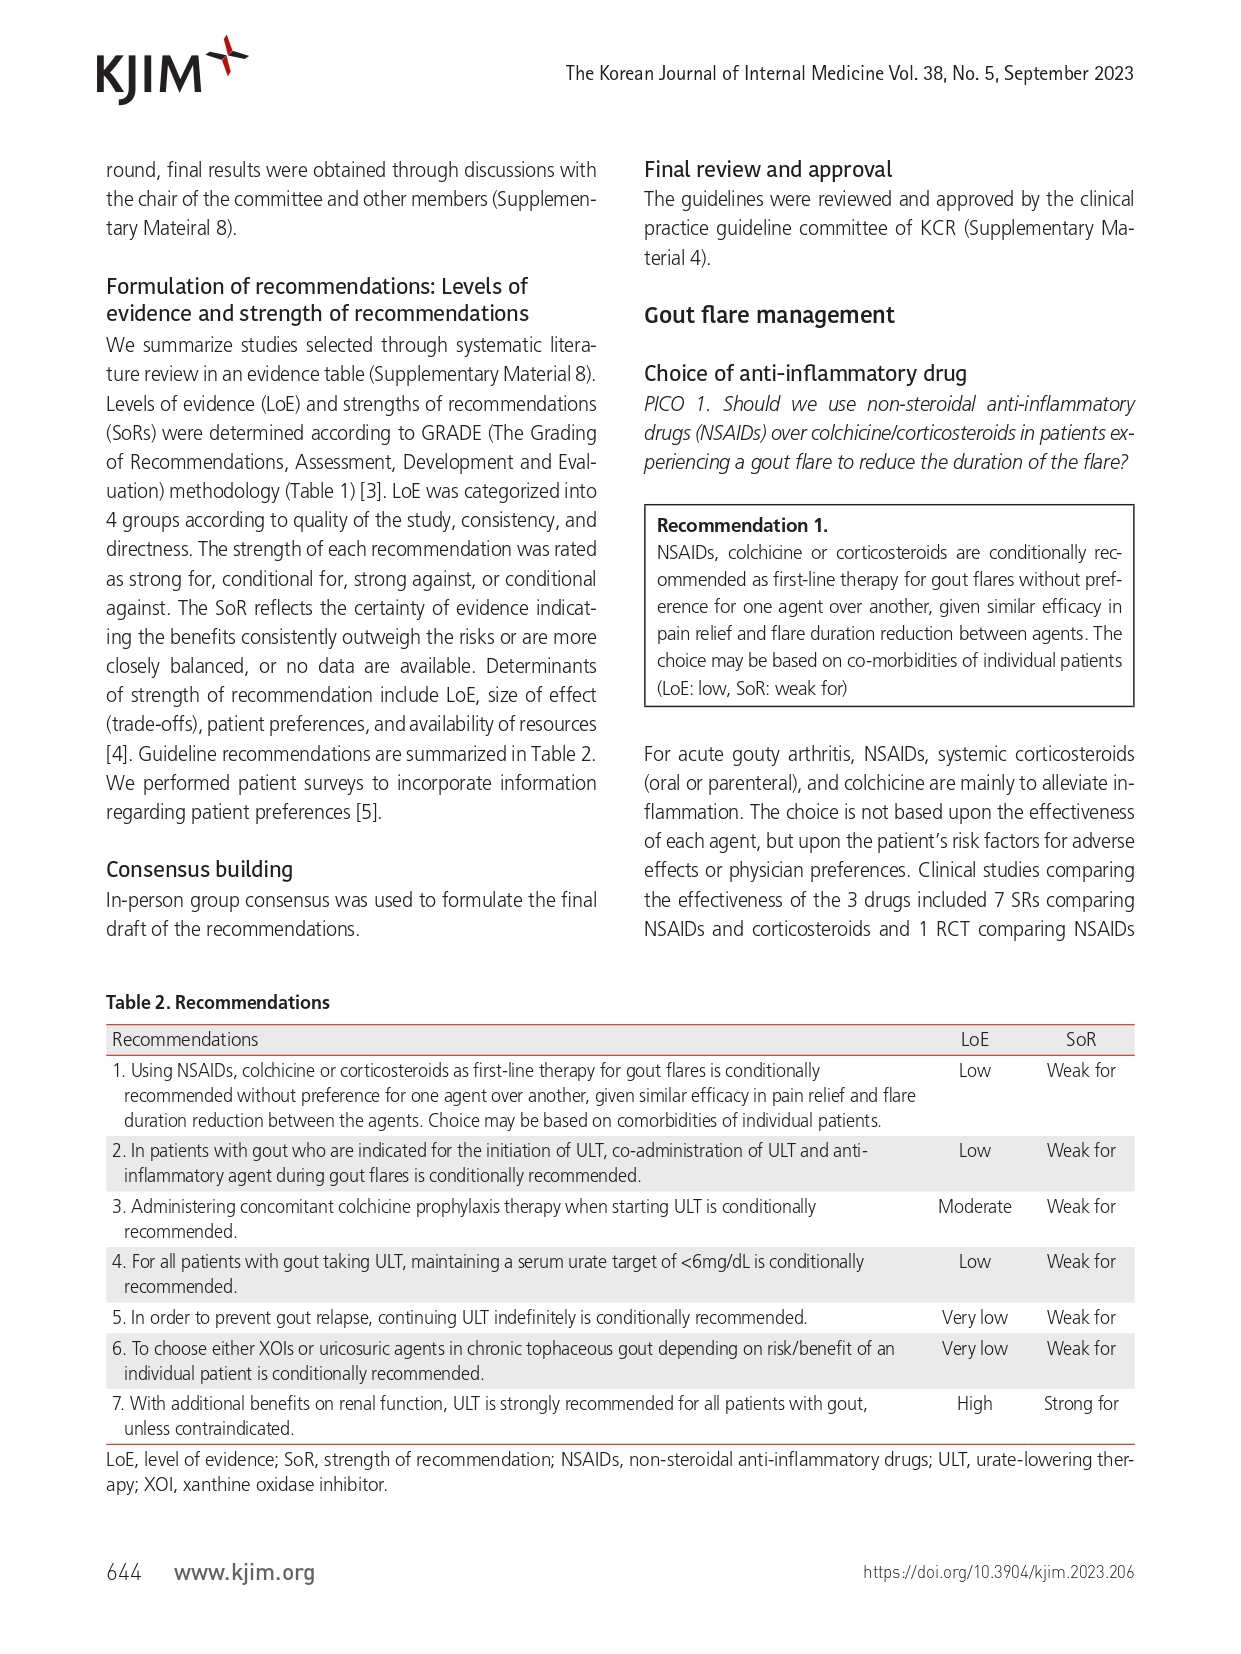 KJIM
The Korean Journal of Internal Medicine Vol. 38, No. 5, September 2023
round, final results were obtained through discussions with
the chair of the committee and other members (Supplemen-
tary Mateiral 8).
Formulation of recommendations: Levels of
evidence and strength of recommendations
We summarize studies selected through systematic litera-
ture review in an evidence table (Supplementary Material 8).
Levels of evidence (LoE) and strengths of recommendations
(SoRs) were determined according to GRADE (The Grading
of Recommendations, Assessment, Development and Eval-
uation) methodology (Table 1) [3]. LoE was categorized into
4 groups according to quality of the study, consistency, and
directness. The strength of each recommendation was rated
as strong for, conditional for, strong against, or conditional
against. The SoR reflects the certainty of evidence indicat-
ing the benefits consistently outweigh the risks or are more
closely balanced, or no data are available. Determinants
of strength of recommendation include LoE, size of effect
(trade-offs), patient preferences, and availability of resources
[4]. Guideline recommendations are summarized in Table 2.
We performed patient surveys to incorporate information
regarding patient preferences [5].
Consensus building
In-person group consensus was used to formulate the final
draft of the recommendations.
Final review and approval
The guidelines were reviewed and approved by the clinical
practice guideline committee of KCR (Supplementary Ma-
terial 4).
Gout flare management
Choice of anti-inflammatory drug
PICO 1. Should we use non-steroidal anti-inflammatory
drugs (NSAIDs) over colchicine/corticosteroids in patients ex-
periencing a gout flare to reduce the duration of the flare?
Recommendation 1.
NSAIDs, colchicine or corticosteroids are conditionally rec-
ommended as first-line therapy for gout flares without pref-
erence for one agent over another, given similar efficacy in
pain relief and flare duration reduction between agents. The
choice may be based on co-morbidities of individual patients
(LoE: low, SoR: weak for)
For acute gouty arthritis, NSAIDs, systemic corticosteroids
(oral or parenteral), and colchicine are mainly to alleviate in-
flammation. The choice is not based upon the effectiveness
of each agent, but upon the patient's risk factors for adverse
effects or physician preferences. Clinical studies comparing
the effectiveness of the 3 drugs included 7 SRs comparing
NSAIDs and corticosteroids and 1 RCT comparing NSAIDs
Table 2. Recommendations
Recommendations LoE SoR
1. Using NSAIDs, colchicine or corticosteroids as first-line therapy for gout flares is conditionally Low Weak for
recommended without preference for one agent over another, given similar efficacy in pain relief and flare
duration reduction between the agents. Choice may be based on comorbidities of individual patients.
2. In patients with gout who are indicated for the initiation of ULT, co-administration of ULT and anti- Low Weak for
inflammatory agent during gout flares is conditionally recommended.
3. Administering concomitant colchicine prophylaxis therapy when starting ULT is conditionally Moderate Weak for
recommended.
4. For all patients with gout taking ULT, maintaining a serum urate target of <6mg/dL is conditionally Low Weak for
recommended.
5. In order to prevent gout relapse, continuing ULT indefinitely is conditionally recommended. Very low Weak for
6. To choose either XOIs or uricosuric agents in chronic tophaceous gout depending on risk/benefit of an Very low Weak for
individual patient is conditionally recommended.
7. With additional benefits on renal function, ULT is strongly recommended for all patients with gout, High Strong for
unless contraindicated.
LoE, level of evidence; SoR, strength of recommendation; NSAIDs, non-steroidal anti-inflammatory drugs; ULT, urate-lowering ther-
apy; XOI, xanthine oxidase inhibitor.
644 www.kjim.org
https://doi.org/10.3904/kjim.2023.206